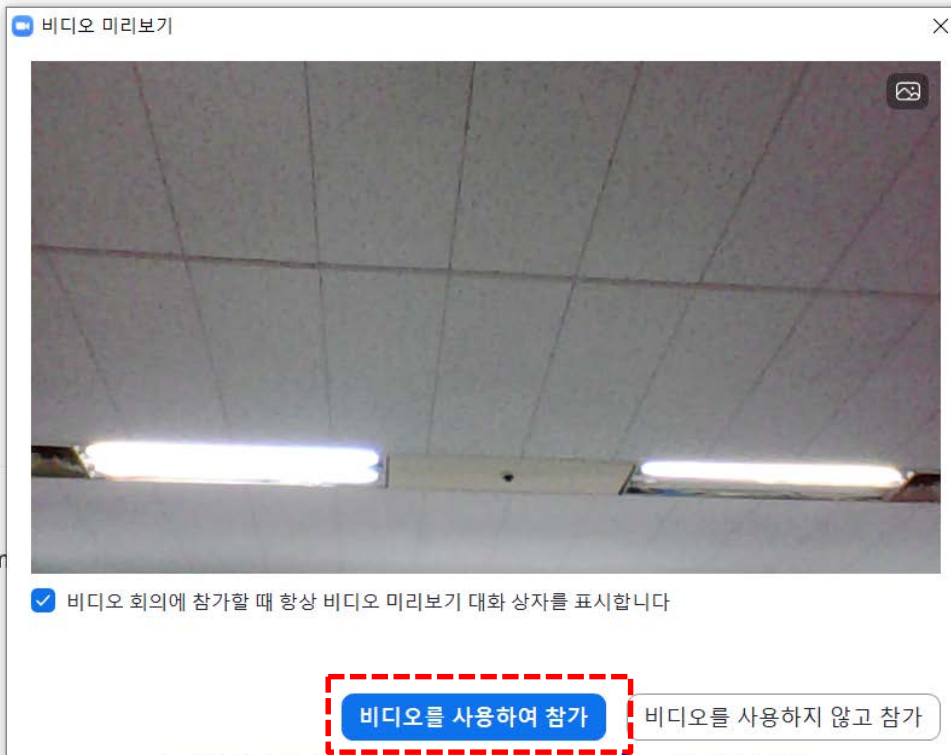 비디오 미리보기
비디오 회의에 참가할 때 항상 비디오 미리보기 대화 상자를 표시합니다
비디오를 사용하여 참가
비디오를 사용하지 않고 참가